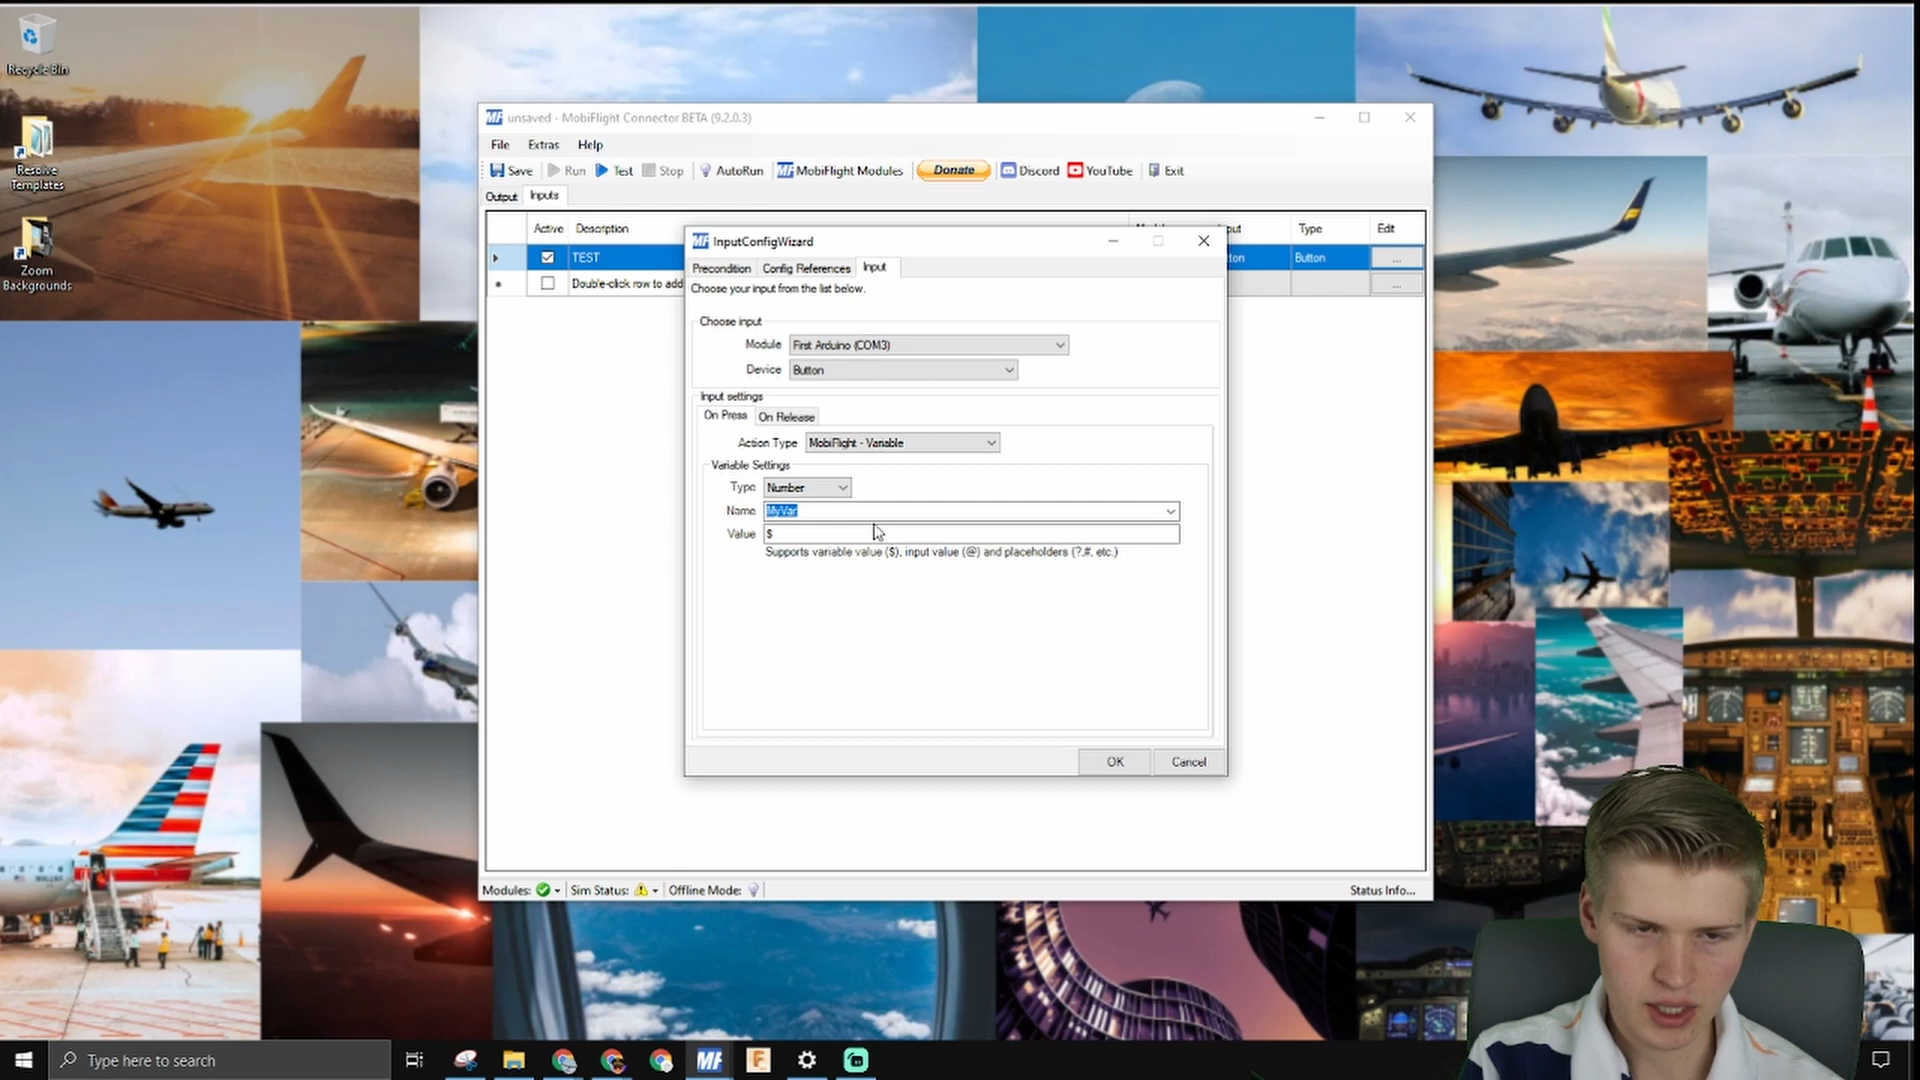 Recycle Bin
Resolve
Templates
Zoom
Backgrounds
MF unsaved - MobiFlight Connector BETA (9.2.0.3)
File Extras Help
Save Run Test Stop AutoRun MF MobiFlight Modules Donate Discord YouTube Exit
Output Inputs
Active Description Type Edit
TEST Button ...
Double-click row to add ...
MF InputConfigWizard
Precondition Config References Input
Choose your input from the list below.
Choose input
Module First Arduino (COM3)
Device Button
Input settings
On Press On Release
Action Type MobiFlight - Variable
Variable Settings
Type Number
Name MyVar
Value $
Supports variable value ($), input value (@) and placeholders (?,#, etc.)
OK Cancel
Modules: Sim Status: Offline Mode: Status Info...
Type here to search
MF